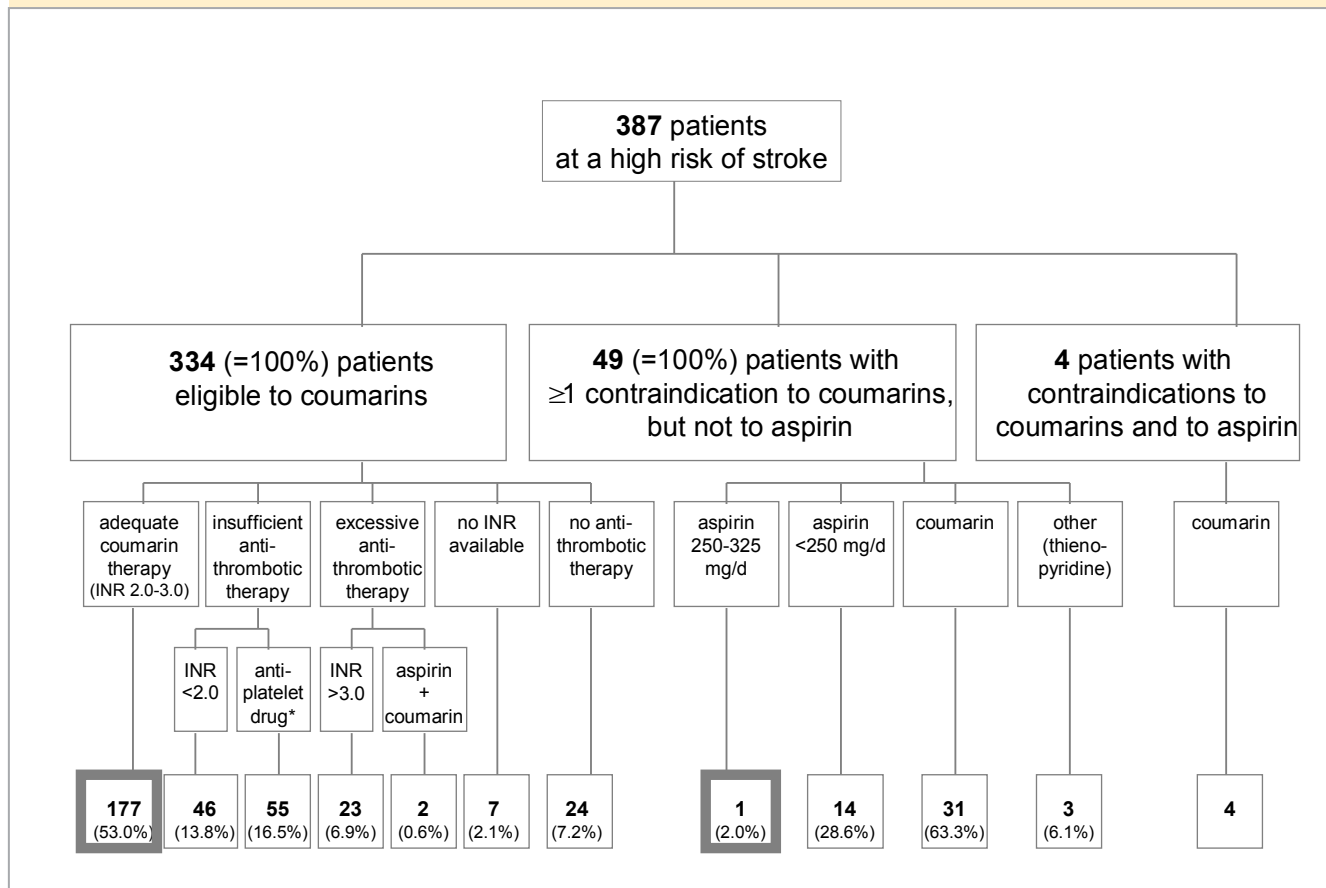 387 patients
at a high risk of stroke
334 (=100%) patients
eligible to coumarins
49 (=100%) patients with
≥1 contraindication to coumarins,
but not to aspirin
4 patients with
contraindications to
coumarins and to aspirin
adequate
coumarin
therapy
(INR 2.0-3.0)
insufficient
anti-
thrombotic
therapy
excessive
anti-
thrombotic
therapy
no INR
available
no anti-
thrombotic
therapy
aspirin
250-325
mg/d
aspirin
<250 mg/d
coumarin
other
(thieno-
pyridine)
coumarin
INR
<2.0
anti-
platelet
drug*
INR
>3.0
aspirin
+
coumarin
177
(53.0%)
46
(13.8%)
55
(16.5%)
23
(6.9%)
2
(0.6%)
7
(2.1%)
24
(7.2%)
1
(2.0%)
14
(28.6%)
31
(63.3%)
3
(6.1%)
4